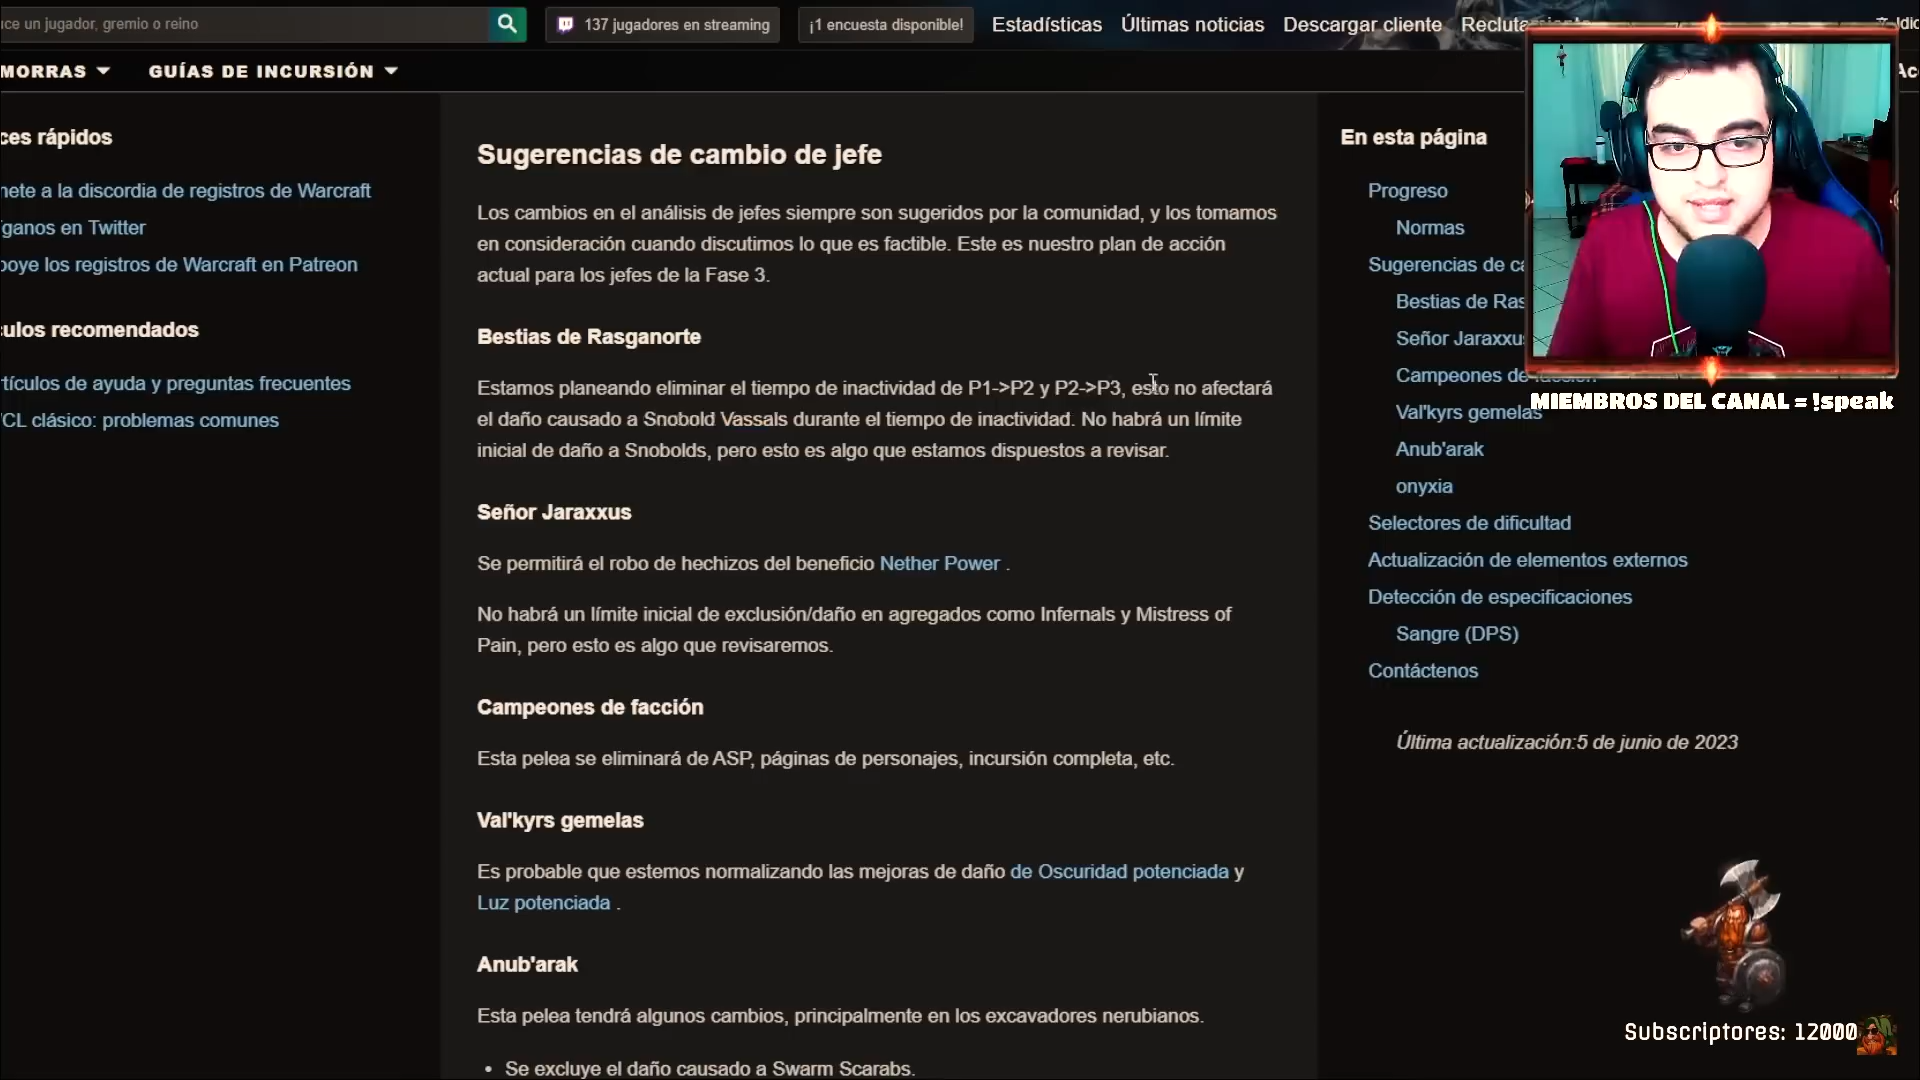 ce un jugador, gremio o reino
137 jugadores en streaming
¡1 encuesta disponible!
Estadísticas
Últimas noticias
Descargar cliente
MORRAS
GUÍAS DE INCURSIÓN
ces rápidos
nete a la discordia de registros de Warcraft
ganos en Twitter
poye los registros de Warcraft en Patreon
culos recomendados
rtículos de ayuda y preguntas frecuentes
CL clásico: problemas comunes
Sugerencias de cambio de jefe
Los cambios en el análisis de jefes siempre son sugeridos por la comunidad, y los tomamos
en consideración cuando discutimos lo que es factible. Este es nuestro plan de acción
actual para los jefes de la Fase 3.
Bestias de Rasganorte
Estamos planeando eliminar el tiempo de inactividad de P1->P2 y P2->P3, esto no afectará
el daño causado a Snobold Vassals durante el tiempo de inactividad. No habrá un límite
inicial de daño a Snobolds, pero esto es algo que estamos dispuestos a revisar.
Señor Jaraxxus
Se permitirá el robo de hechizos del beneficio Nether Power .
No habrá un límite inicial de exclusión/daño en agregados como Infernals y Mistress of
Pain, pero esto es algo que revisaremos.
Campeones de facción
Esta pelea se eliminará de ASP, páginas de personajes, incursión completa, etc.
Val'kyrs gemelas
Es probable que estemos normalizando las mejoras de daño de Oscuridad potenciada y
Luz potenciada .
Anub'arak
Esta pelea tendrá algunos cambios, principalmente en los excavadores nerubianos.
• Se excluye el daño causado a Swarm Scarabs.
En esta página
Progreso
Normas
Sugerencias de ca
Bestias de Ras
Señor Jaraxxus
Campeones de
Val'kyrs gemelas
Anub'arak
onyxia
Selectores de dificultad
Actualización de elementos externos
Detección de especificaciones
Sangre (DPS)
Contáctenos
Última actualización:5 de junio de 2023
MIEMBROS DEL CANAL = !speak
Subscriptores: 12000